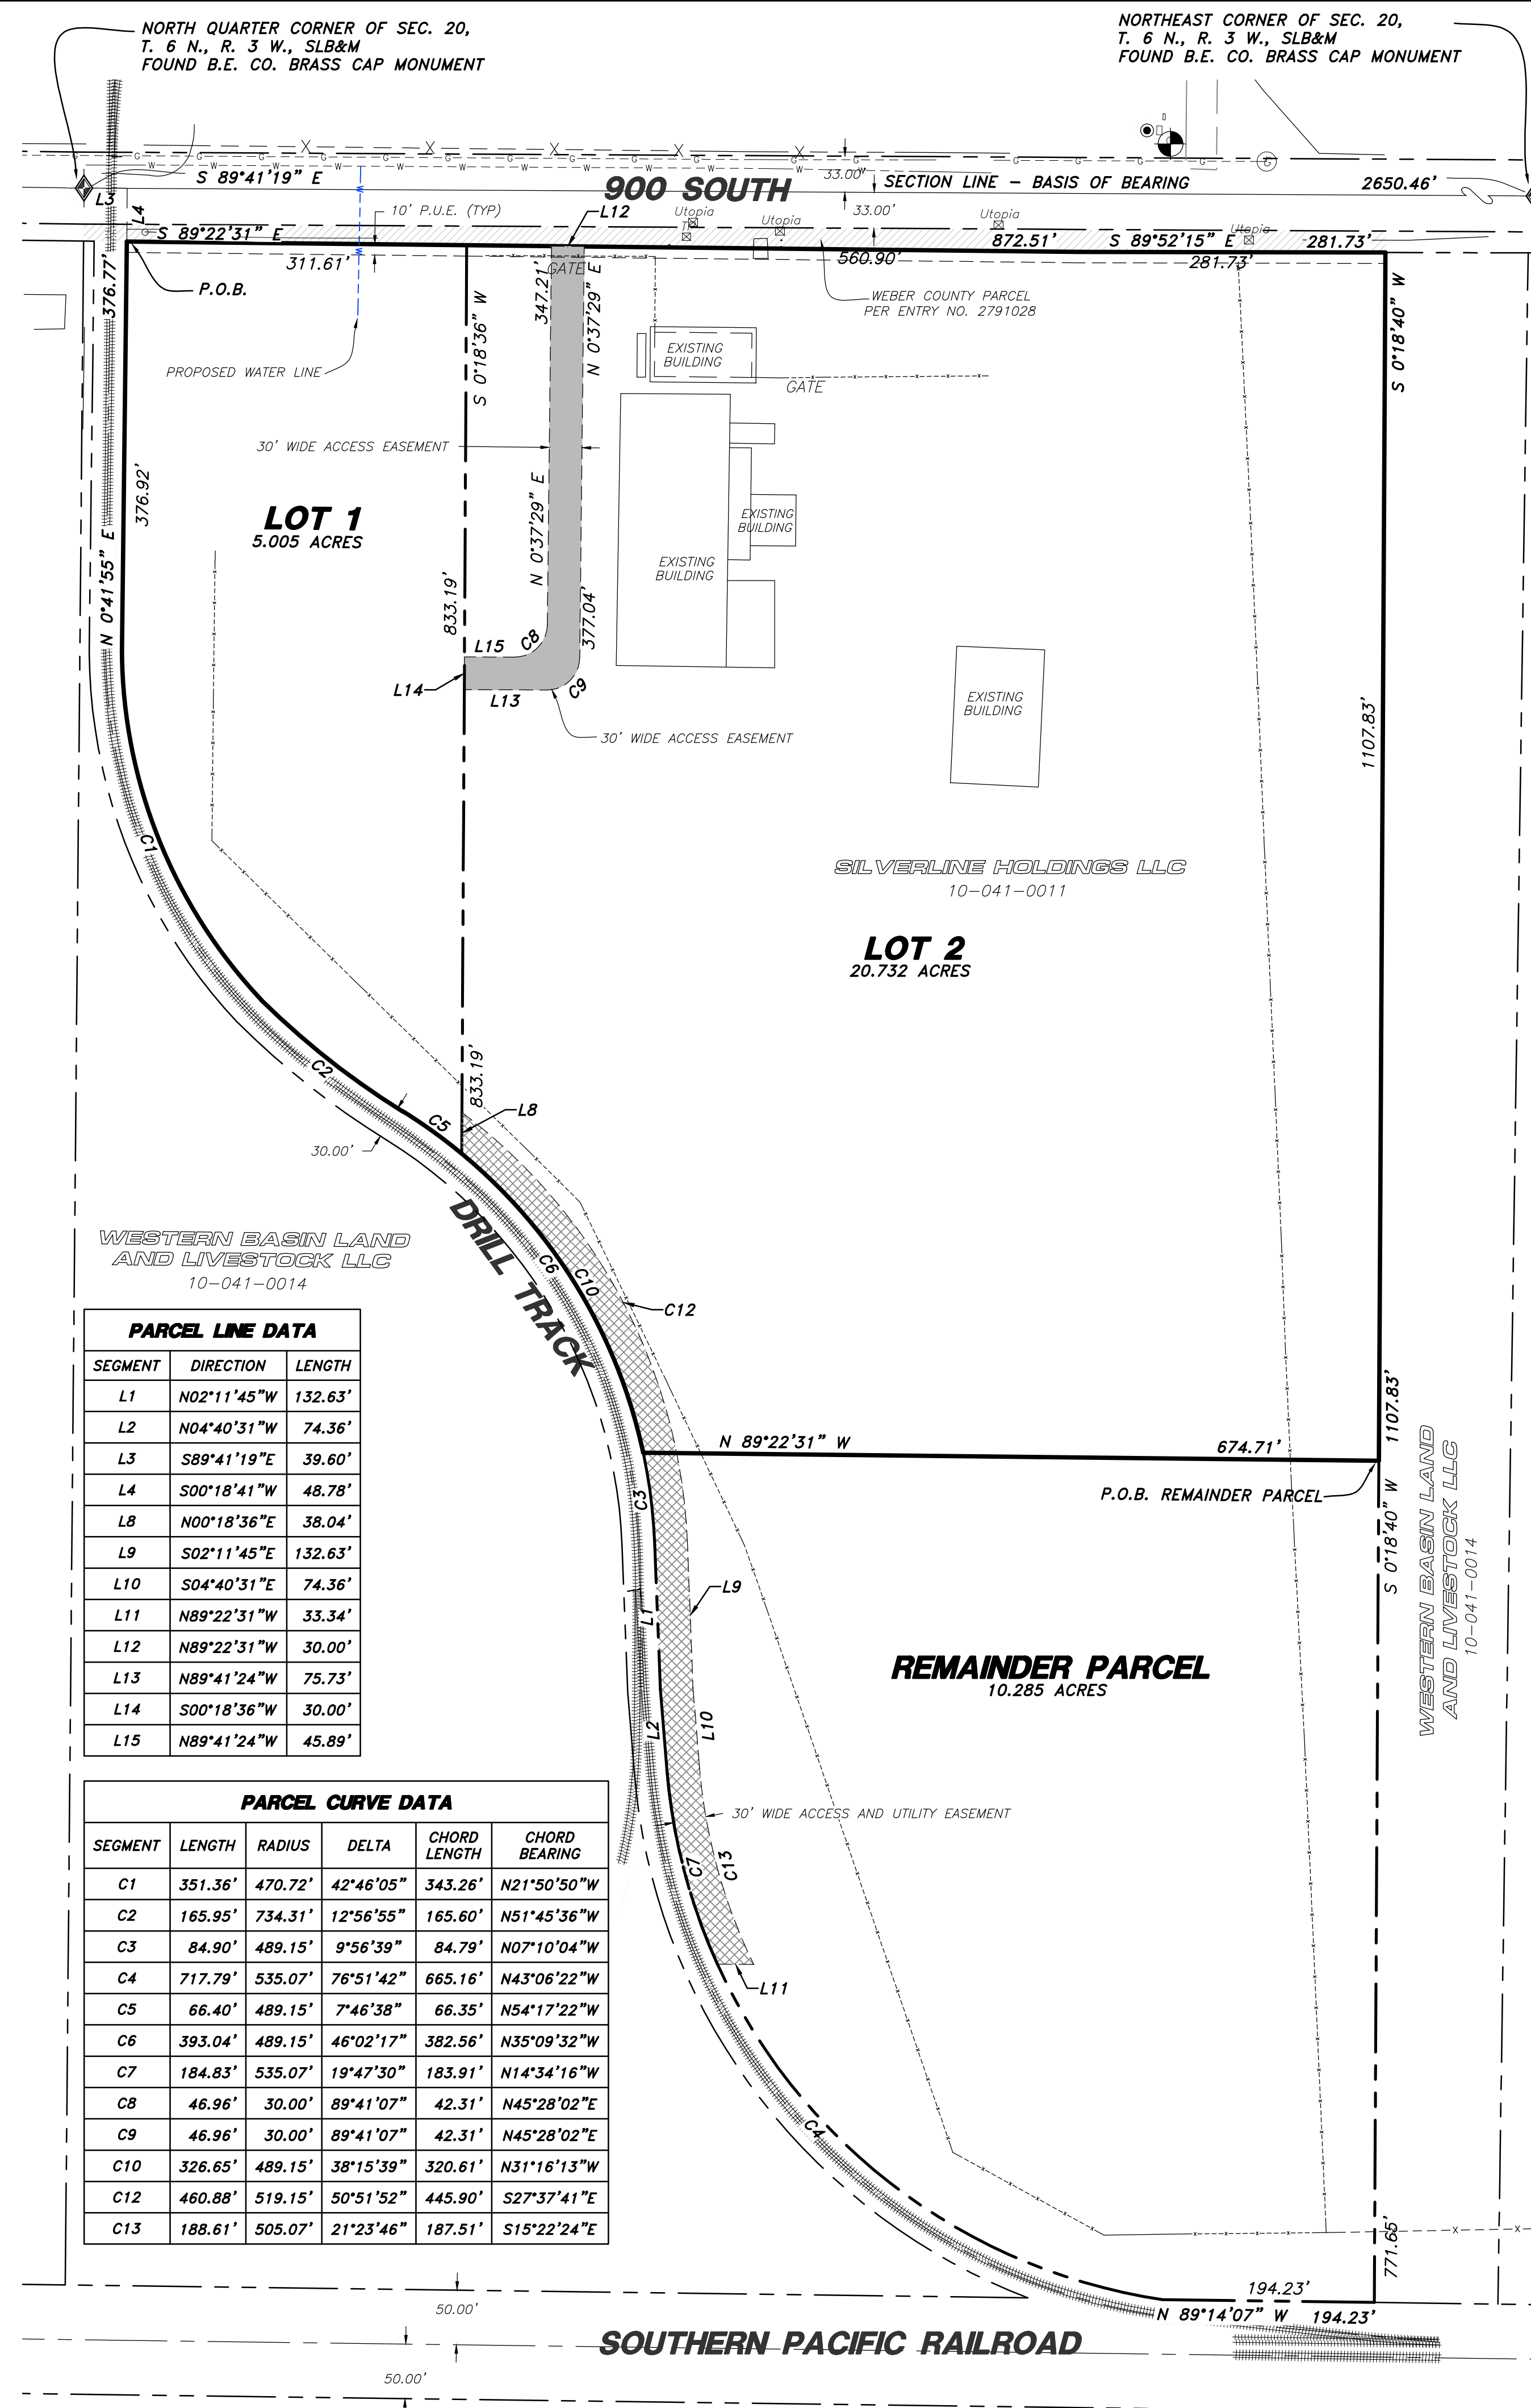 NORTH QUARTER CORNER OF SEC. 20,
T. 6 N., R. 3 W., SLB&M
FOUND B.E. CO. BRASS CAP MONUMENT
NORTHEAST CORNER OF SEC. 20,
T. 6 N., R. 3 W., SLB&M
FOUND B.E. CO. BRASS CAP MONUMENT
S 89°41'19" E
900 SOUTH
33.00'
SECTION LINE - BASIS OF BEARING
2650.46'
L3
L4
10' P.U.E. (TYP)
L12
Utopia
Utopia
Utopia
Utopia
33.00'
S 89°22'31" E
872.51'
S 89°52'15" E
281.73'
311.61'
560.90'
281.73'
GATE
P.O.B.
376.77'
N 0°41'55" E
376.92'
347.21'
N 0°37'29" E
S 0°18'36" W
WEBER COUNTY PARCEL
PER ENTRY NO. 2791028
S 0°18'40" W
PROPOSED WATER LINE
EXISTING
BUILDING
GATE
30' WIDE ACCESS EASEMENT
N 0°37'29" E
LOT 1
5.005 ACRES
EXISTING
BUILDING
EXISTING
BUILDING
833.19'
377.04'
L15
C8
L14
L13
C9
30' WIDE ACCESS EASEMENT
EXISTING
BUILDING
1107.83'
C1
SILVERLINE HOLDINGS LLC
10-041-0011
LOT 2
20.732 ACRES
C2
833.19'
L8
C5
30.00'
DRILL TRACK
WESTERN BASIN LAND
AND LIVESTOCK LLC
10-041-0014
C6
C10
C12
PARCEL LINE DATA
SEGMENT DIRECTION LENGTH
L1 N02°11'45"W 132.63'
L2 N04°40'31"W 74.36'
L3 S89°41'19"E 39.60'
L4 S00°18'41"W 48.78'
L8 N00°18'36"E 38.04'
L9 S02°11'45"E 132.63'
L10 S04°40'31"E 74.36'
L11 N89°22'31"W 33.34'
L12 N89°22'31"W 30.00'
L13 N89°41'24"W 75.73'
L14 S00°18'36"W 30.00'
L15 N89°41'24"W 45.89'
N 89°22'31" W
674.71'
1107.83'
P.O.B. REMAINDER PARCEL
S 0°18'40" W
WESTERN BASIN LAND
AND LIVESTOCK LLC
10-041-0014
C3
L9
L1
REMAINDER PARCEL
10.285 ACRES
L2
L10
30' WIDE ACCESS AND UTILITY EASEMENT
C7
C13
L11
PARCEL CURVE DATA
SEGMENT LENGTH RADIUS DELTA CHORD LENGTH CHORD BEARING
C1 351.36' 470.72' 42°46'05" 343.26' N21°50'50"W
C2 165.95' 734.31' 12°56'55" 165.60' N51°45'36"W
C3 84.90' 489.15' 9°56'39" 84.79' N07°10'04"W
C4 717.79' 535.07' 76°51'42" 665.16' N43°06'22"W
C5 66.40' 489.15' 7°46'38" 66.35' N54°17'22"W
C6 393.04' 489.15' 46°02'17" 382.56' N35°09'32"W
C7 184.83' 535.07' 19°47'30" 183.91' N14°34'16"W
C8 46.96' 30.00' 89°41'07" 42.31' N45°28'02"E
C9 46.96' 30.00' 89°41'07" 42.31' N45°28'02"E
C10 326.65' 489.15' 38°15'39" 320.61' N31°16'13"W
C12 460.88' 519.15' 50°51'52" 445.90' S27°37'41"E
C13 188.61' 505.07' 21°23'46" 187.51' S15°22'24"E
C4
771.65'
194.23'
N 89°14'07" W 194.23'
50.00'
SOUTHERN PACIFIC RAILROAD
50.00'